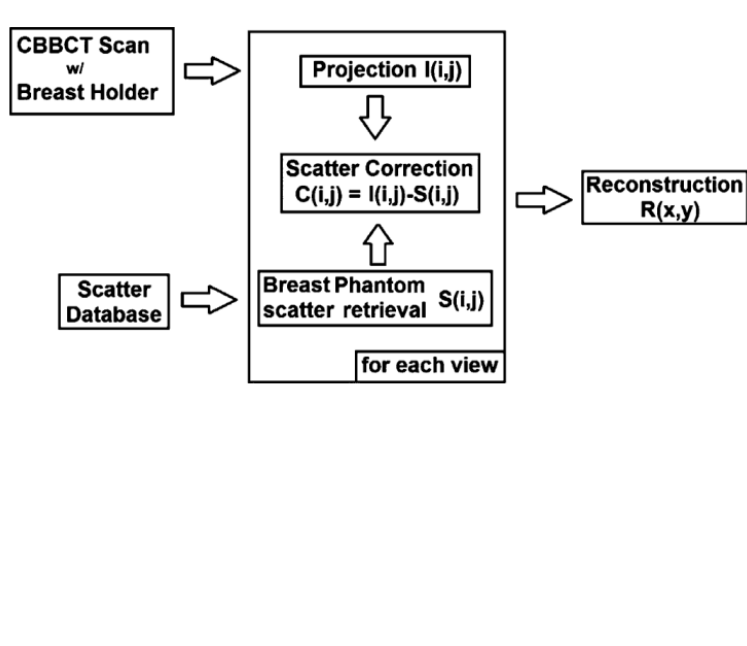 CBBCT Scan
w/
Breast Holder
Projection I(i,j)
Scatter Correction
C(i,j) = I(i,j)-S(i,j)
Reconstruction
R(x,y)
Scatter
Database
Breast Phantom
scatter retrieval S(i,j)
for each view